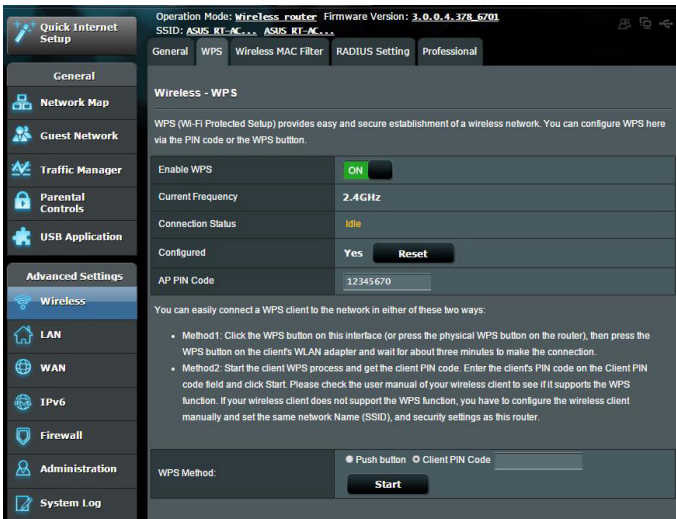 Quick Internet
Setup
General
Network Map
Guest Network
Traffic Manager
Parental
Controls
USB Application
Advanced Settings
Wireless
LAN
WAN
IPv6
Firewall
Administration
System Log
Operation Mode: Wireless router Firmware Version: 3.0.0.4.378_6701
SSID: ASUS RT-AC... ASUS RT-AC...
General WPS Wireless MAC Filter RADIUS Setting Professional
Wireless - WPS
WPS (Wi-Fi Protected Setup) provides easy and secure establishment of a wireless network. You can configure WPS here
via the PIN code or the WPS buttton.
Enable WPS ON
Current Frequency 2.4GHz
Connection Status Idle
Configured Yes Reset
AP PIN Code 12345670
You can easily connect a WPS client to the network in either of these two ways:
• Method1: Click the WPS button on this interface (or press the physical WPS button on the router), then press the
WPS button on the client's WLAN adapter and wait for about three minutes to make the connection.
• Method2: Start the client WPS process and get the client PIN code. Enter the client's PIN code on the Client PIN
code field and click Start. Please check the user manual of your wireless client to see if it supports the WPS
function. If your wireless client does not support the WPS function, you have to configure the wireless client
manually and set the same network Name (SSID), and security settings as this router.
WPS Method: Push button Client PIN Code
Start